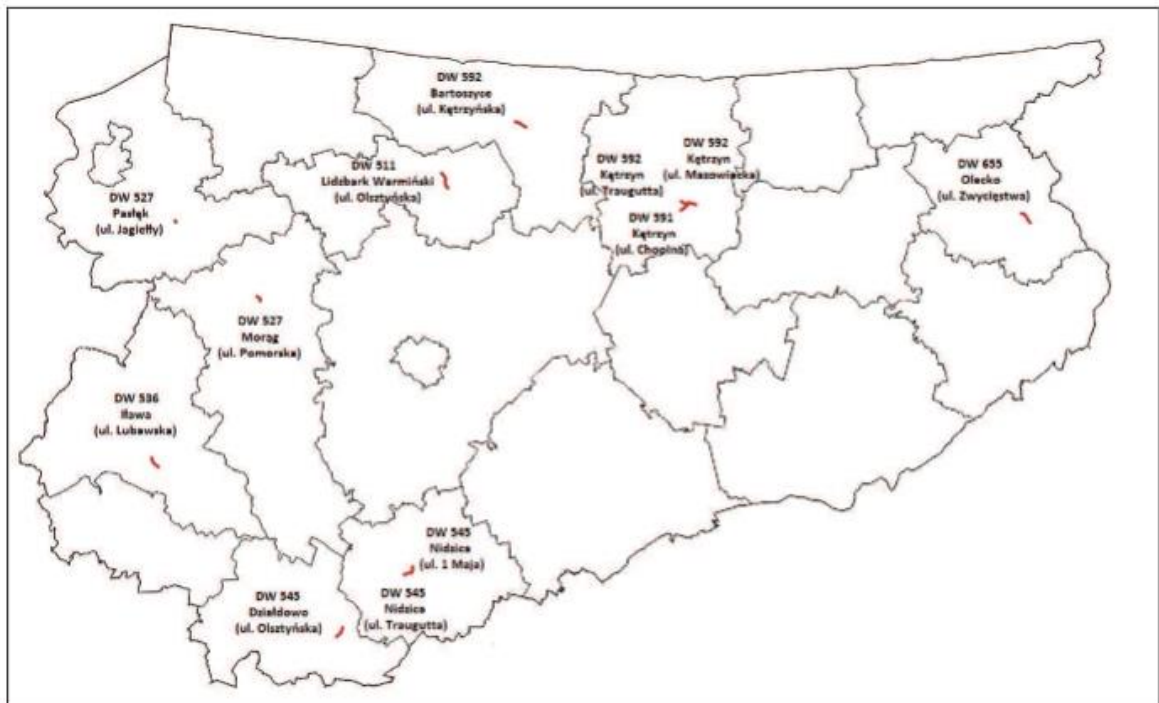 DW 592
Bartoszyce
(ul. Kętrzyńska)
DW 592
Kętrzyn
(ul. Mazowiecka)
DW 592
Kętrzyn
(ul. Traugutta)
DW 511
Lidzbark Warmiński
(ul. Olsztyńska)
DW 655
Olecko
(ul. Zwycięstwa)
DW 527
Pasłęk
(ul. Jagiełły)
DW 591
Kętrzyn
(ul. Chopina)
DW 527
Morąg
(ul. Pomorska)
DW 536
Iława
(ul. Lubawska)
DW 545
Nidzica
(ul. 1 Maja)
DW 545
Działdowo
(ul. Olsztyńska)
DW 545
Nidzica
(ul. Traugutta)